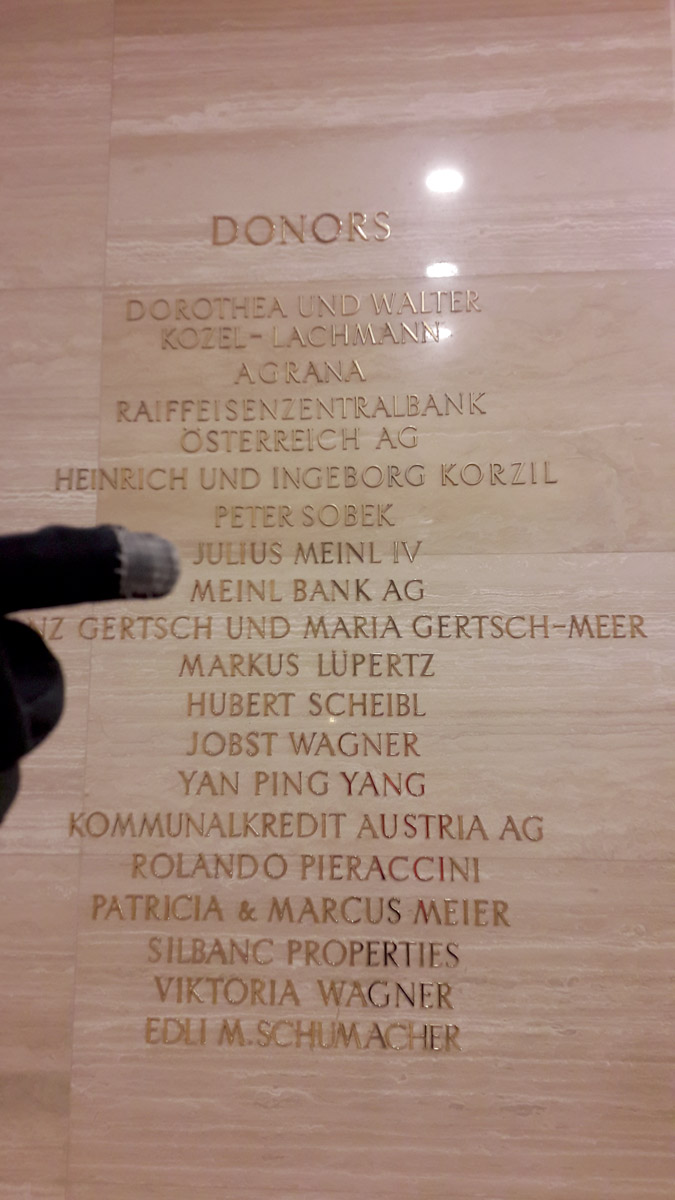 DONORS
DOROTHEA UND WALTER
KOZEL-LACHMANN
AGRANA
RAIFFEISENZENTRALBANK
ÖSTERREICH AG
HEINRICH UND INGEBORG KORZIL
PETER SOBEK
JULIUS MEINL IV
MEINL BANK AG
GERTSCH UND MARIA GERTSCH-MEER
MARKUS LÜPERTZ
HUBERT SCHEIBL
JOBST WAGNER
YAN PING YANG
KOMMUNALKREDIT AUSTRIA AG
ROLANDO PIERACCINI
PATRICIA & MARCUS MEIER
SILBANC PROPERTIES
VIKTORIA WAGNER
EDLI M. SCHUMACHER